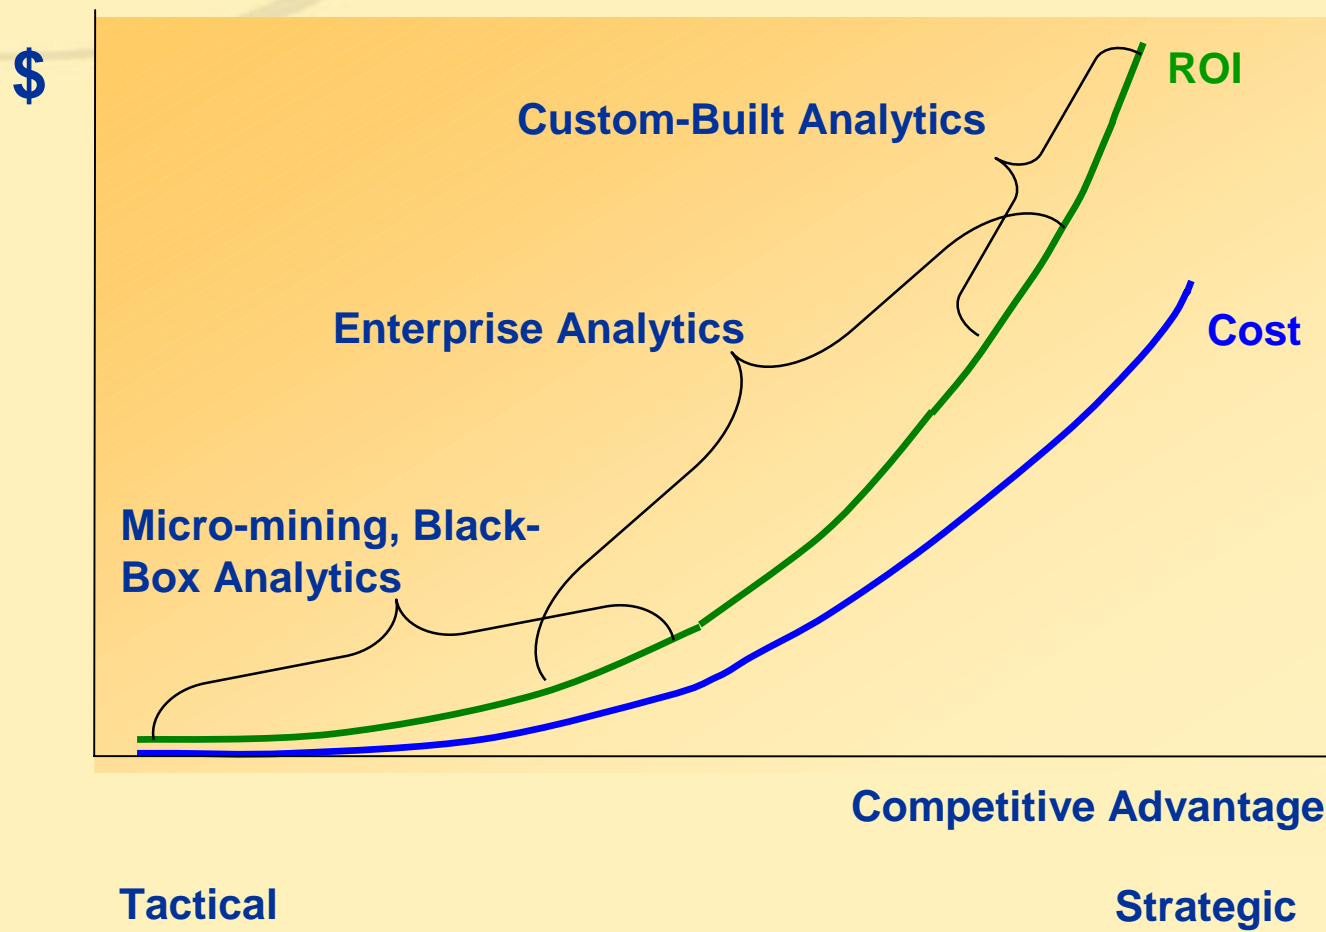 $
ROI
Custom-Built Analytics
Enterprise Analytics
Cost
Micro-mining, Black-
Box Analytics
Competitive Advantage
Tactical
Strategic